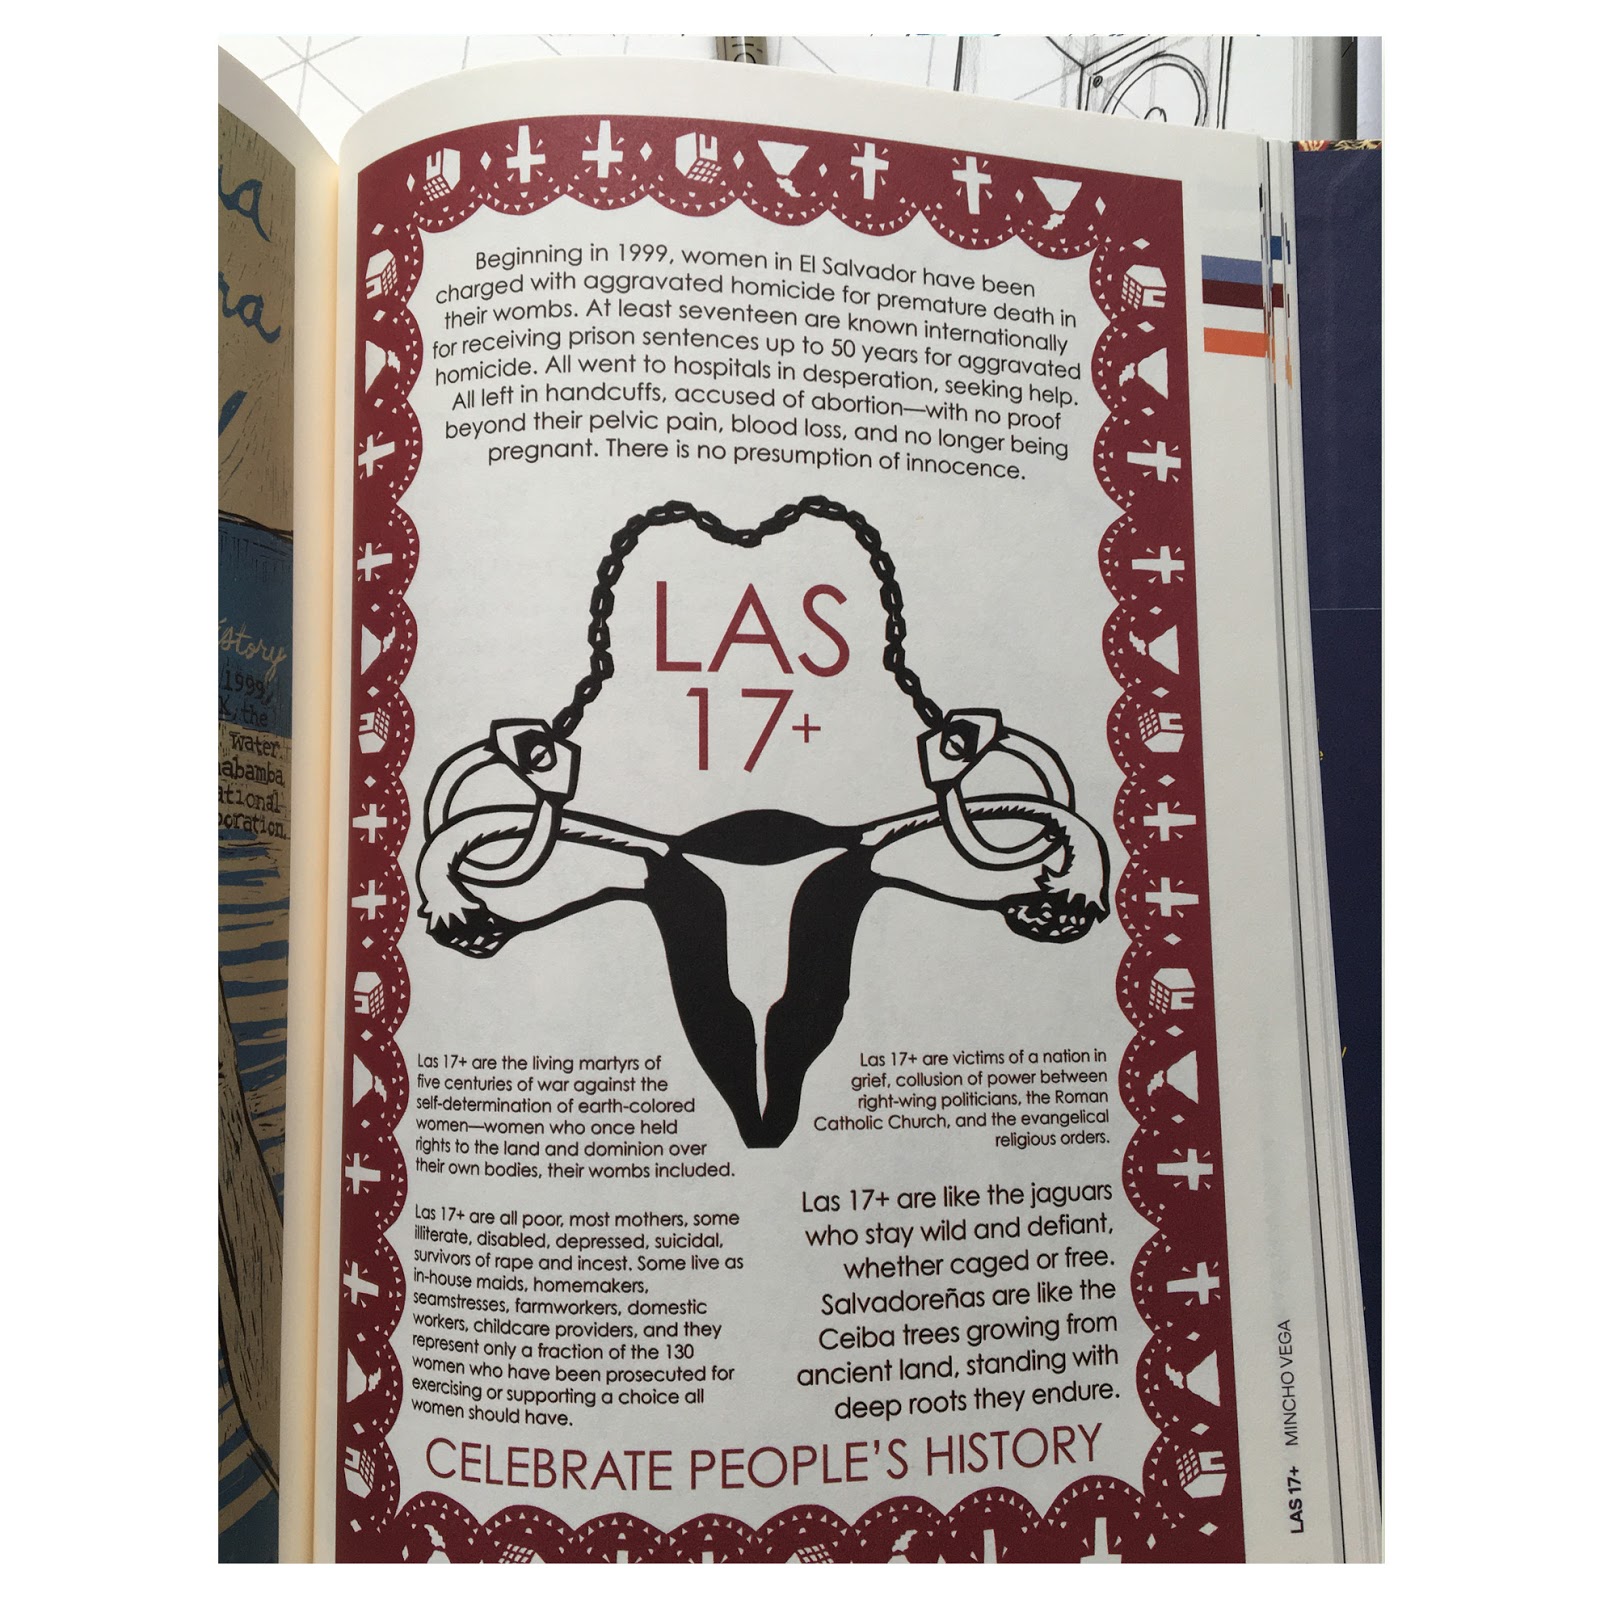 Beginning in 1999, women in El Salvador have been
charged with aggravated homicide for premature death in
their wombs. At least seventeen are known internationally
for receiving prison sentences up to 50 years for aggravated
homicide. All went to hospitals in desperation, seeking help.
All left in handcuffs, accused of abortion—with no proof
beyond their pelvic pain, blood loss, and no longer being
pregnant. There is no presumption of innocence.
LAS
17+
Las 17+ are the living martyrs of
five centuries of war against the
self-determination of earth-colored
women—women who once held
rights to the land and dominion over
their own bodies, their wombs included.
Las 17+ are all poor, most mothers, some
illiterate, disabled, depressed, suicidal,
survivors of rape and incest. Some live as
in-house maids, homemakers,
seamstresses, farmworkers, domestic
workers, childcare providers, and they
represent only a fraction of the 130
women who have been prosecuted for
exercising or supporting a choice all
women should have.
Las 17+ are victims of a nation in
grief, collusion of power between
right-wing politicians, the Roman
Catholic Church, and the evangelical
religious orders.
Las 17+ are like the jaguars
who stay wild and defiant,
whether caged or free.
Salvadoreñas are like the
Ceiba trees growing from
ancient land, standing with
deep roots they endure.
CELEBRATE PEOPLE'S HISTORY
LAS 17+ MINCHO VEGA
1999,
the
water